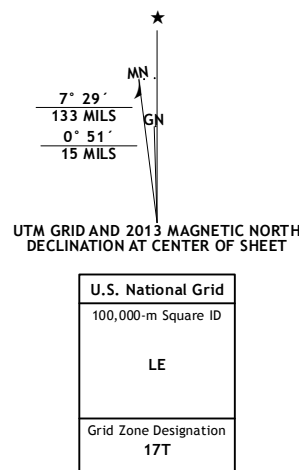 ★
MN
7° 29´
133 MILS
GN
0° 51´
15 MILS
UTM GRID AND 2013 MAGNETIC NORTH
DECLINATION AT CENTER OF SHEET
U.S. National Grid
100,000-m Square ID
LE
Grid Zone Designation
17T